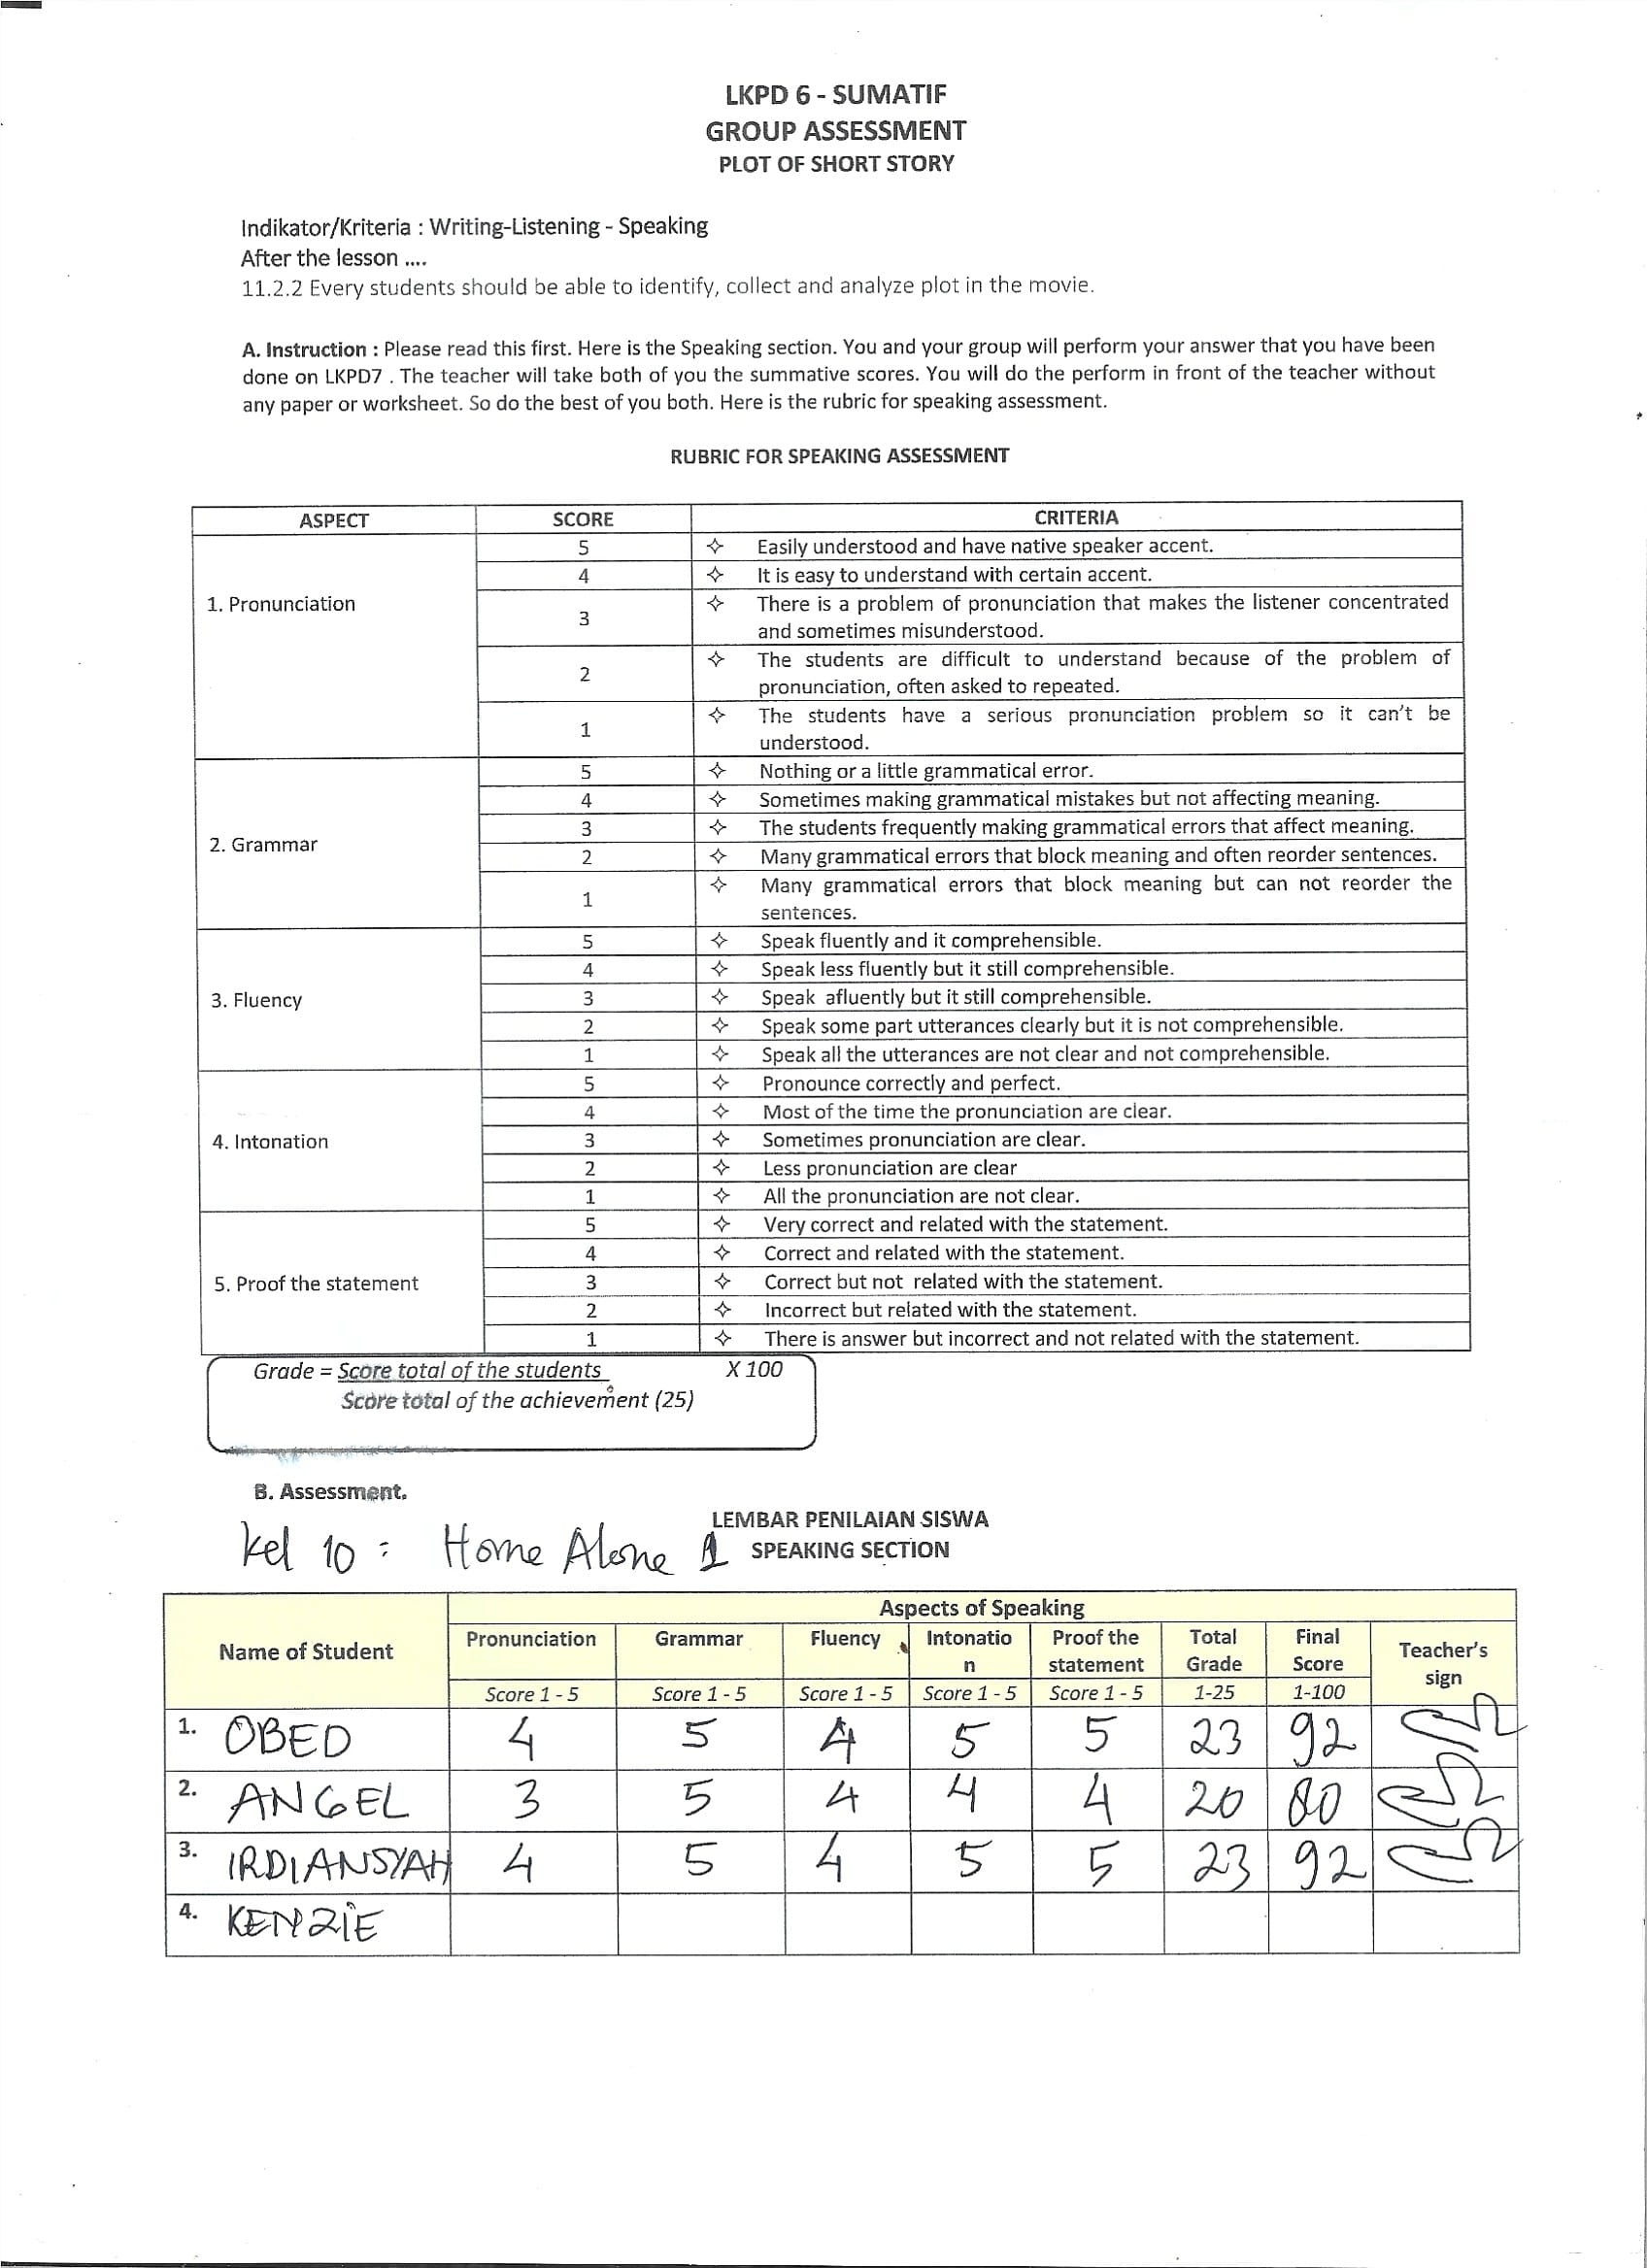 LKPD 6 - SUMATIF
GROUP ASSESSMENT
PLOT OF SHORT STORY
Indikator/Kriteria : Writing-Listening - Speaking
After the lesson ....
11.2.2 Every students should be able to identify, collect and analyze plot in the movie.
A. Instruction : Please read this first. Here is the Speaking section. You and your group will perform your answer that you have been
done on LKPD7 . The teacher will take both of you the summative scores. You will do the perform in front of the teacher without
any paper or worksheet. So do the best of you both. Here is the rubric for speaking assessment.
RUBRIC FOR SPEAKING ASSESSMENT
ASPECT SCORE CRITERIA
1. Pronunciation
5 ✧ Easily understood and have native speaker accent.
4 ✧ It is easy to understand with certain accent.
3 ✧ There is a problem of pronunciation that makes the listener concentrated
and sometimes misunderstood.
2 ✧ The students are difficult to understand because of the problem of
pronunciation, often asked to repeated.
1 ✧ The students have a serious pronunciation problem so it can't be
understood.
2. Grammar
5 ✧ Nothing or a little grammatical error.
4 ✧ Sometimes making grammatical mistakes but not affecting meaning.
3 ✧ The students frequently making grammatical errors that affect meaning.
2 ✧ Many grammatical errors that block meaning and often reorder sentences.
1 ✧ Many grammatical errors that block meaning but can not reorder the
sentences.
3. Fluency
5 ✧ Speak fluently and it comprehensible.
4 ✧ Speak less fluently but it still comprehensible.
3 ✧ Speak afluently but it still comprehensible.
2 ✧ Speak some part utterances clearly but it is not comprehensible.
1 ✧ Speak all the utterances are not clear and not comprehensible.
4. Intonation
5 ✧ Pronounce correctly and perfect.
4 ✧ Most of the time the pronunciation are clear.
3 ✧ Sometimes pronunciation are clear.
2 ✧ Less pronunciation are clear
1 ✧ All the pronunciation are not clear.
5. Proof the statement
5 ✧ Very correct and related with the statement.
4 ✧ Correct and related with the statement.
3 ✧ Correct but not related with the statement.
2 ✧ Incorrect but related with the statement.
1 ✧ There is answer but incorrect and not related with the statement.
Grade = Score total of the students X 100
Score total of the achievement (25)
B. Assessment.
LEMBAR PENILAIAN SISWA
Kel 10 : Home Alone 1 SPEAKING SECTION
Name of Student
Aspects of Speaking
Pronunciation Grammar Fluency Intonatio Proof the Total Final Teacher's
n statement Grade Score sign
Score 1 - 5 Score 1 - 5 Score 1 - 5 Score 1 - 5 Score 1 - 5 1-25 1-100
1. OBED 4 5 4 5 5 23 92
2. ANGEL 3 5 4 4 4 20 80
3. IRDIANSYAH 4 5 4 5 5 23 92
4. KENZIE